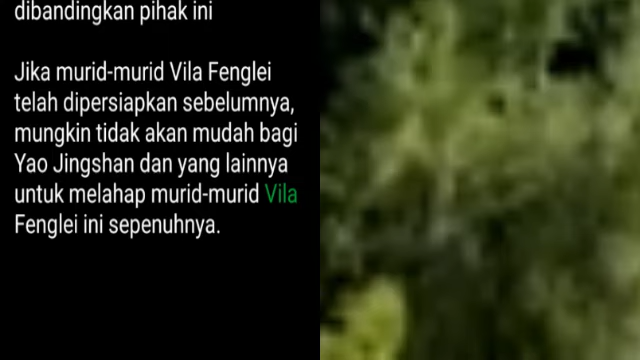 dibandingkan pihak ini
Jika murid-murid Vila Fenglei
telah dipersiapkan sebelumnya,
mungkin tidak akan mudah bagi
Yao Jingshan dan yang lainnya
untuk melahap murid-murid Vila
Fenglei ini sepenuhnya.